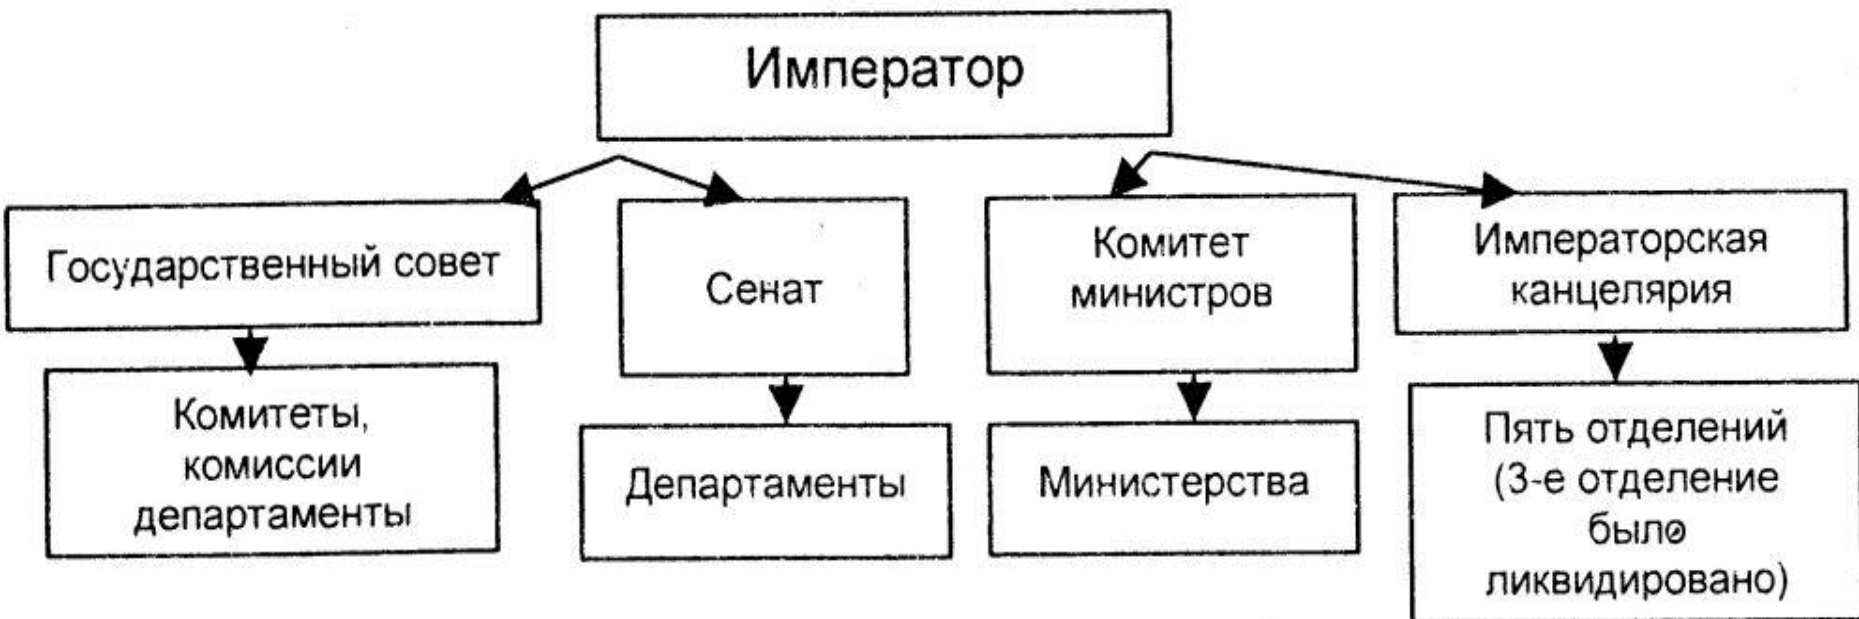 Император
Государственный совет
Сенат
Комитет
министров
Императорская
канцелярия
Комитеты,
комиссии
департаменты
Департаменты
Министерства
Пять отделений
(3-е отделение
было
ликвидировано)